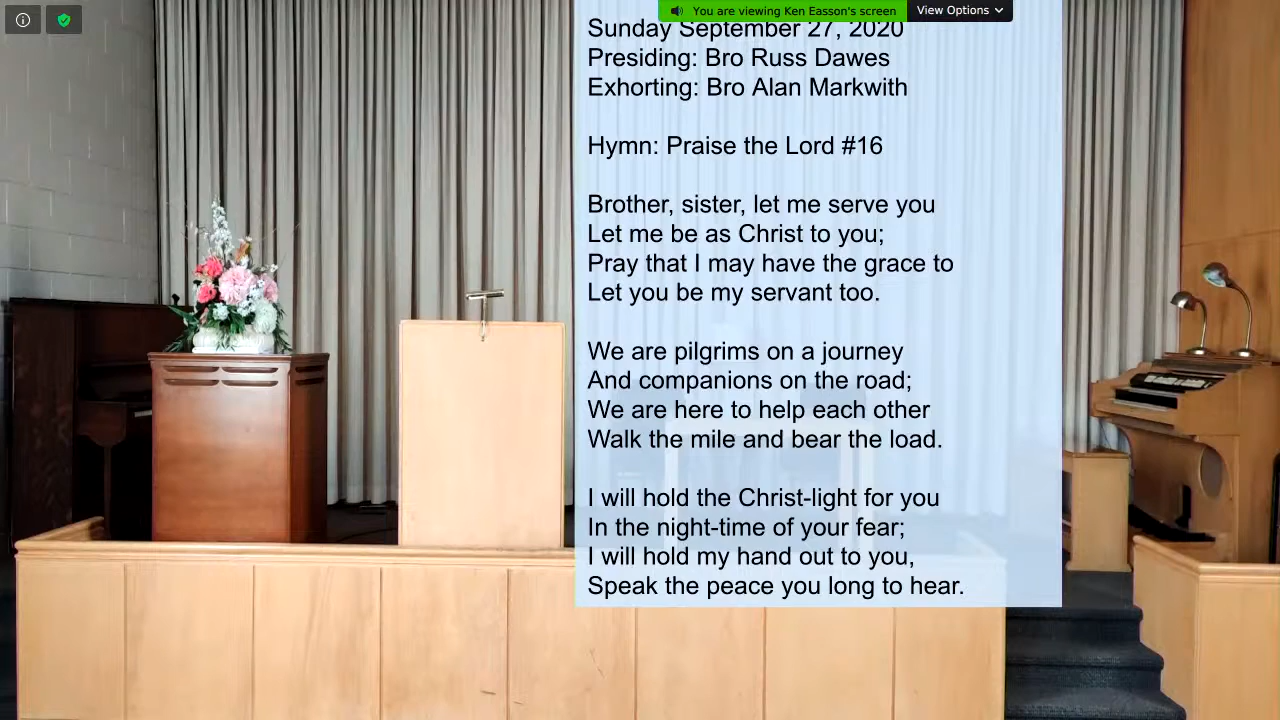 You are viewing Ken Easson's screen
View Options
Sunday September 27, 2020
Presiding: Bro Russ Dawes
Exhorting: Bro Alan Markwith
Hymn: Praise the Lord #16
Brother, sister, let me serve you
Let me be as Christ to you;
Pray that I may have the grace to
Let you be my servant too.
We are pilgrims on a journey
And companions on the road;
We are here to help each other
Walk the mile and bear the load.
I will hold the Christ-light for you
In the night-time of your fear;
I will hold my hand out to you,
Speak the peace you long to hear.